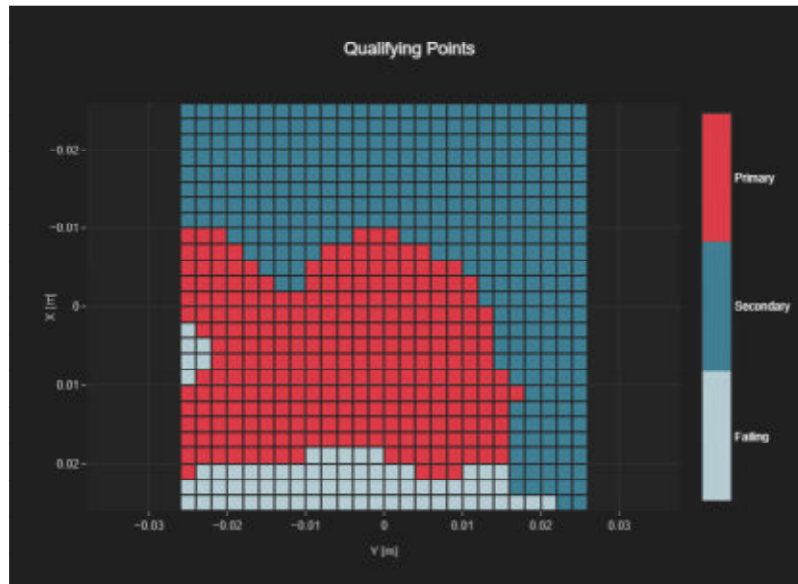 Qualifying Points
−0.02
−0.01
0
0.01
0.02
X [m]
−0.03
−0.02
−0.01
0
0.01
0.02
0.03
Y [m]
Primary
Secondary
Failing